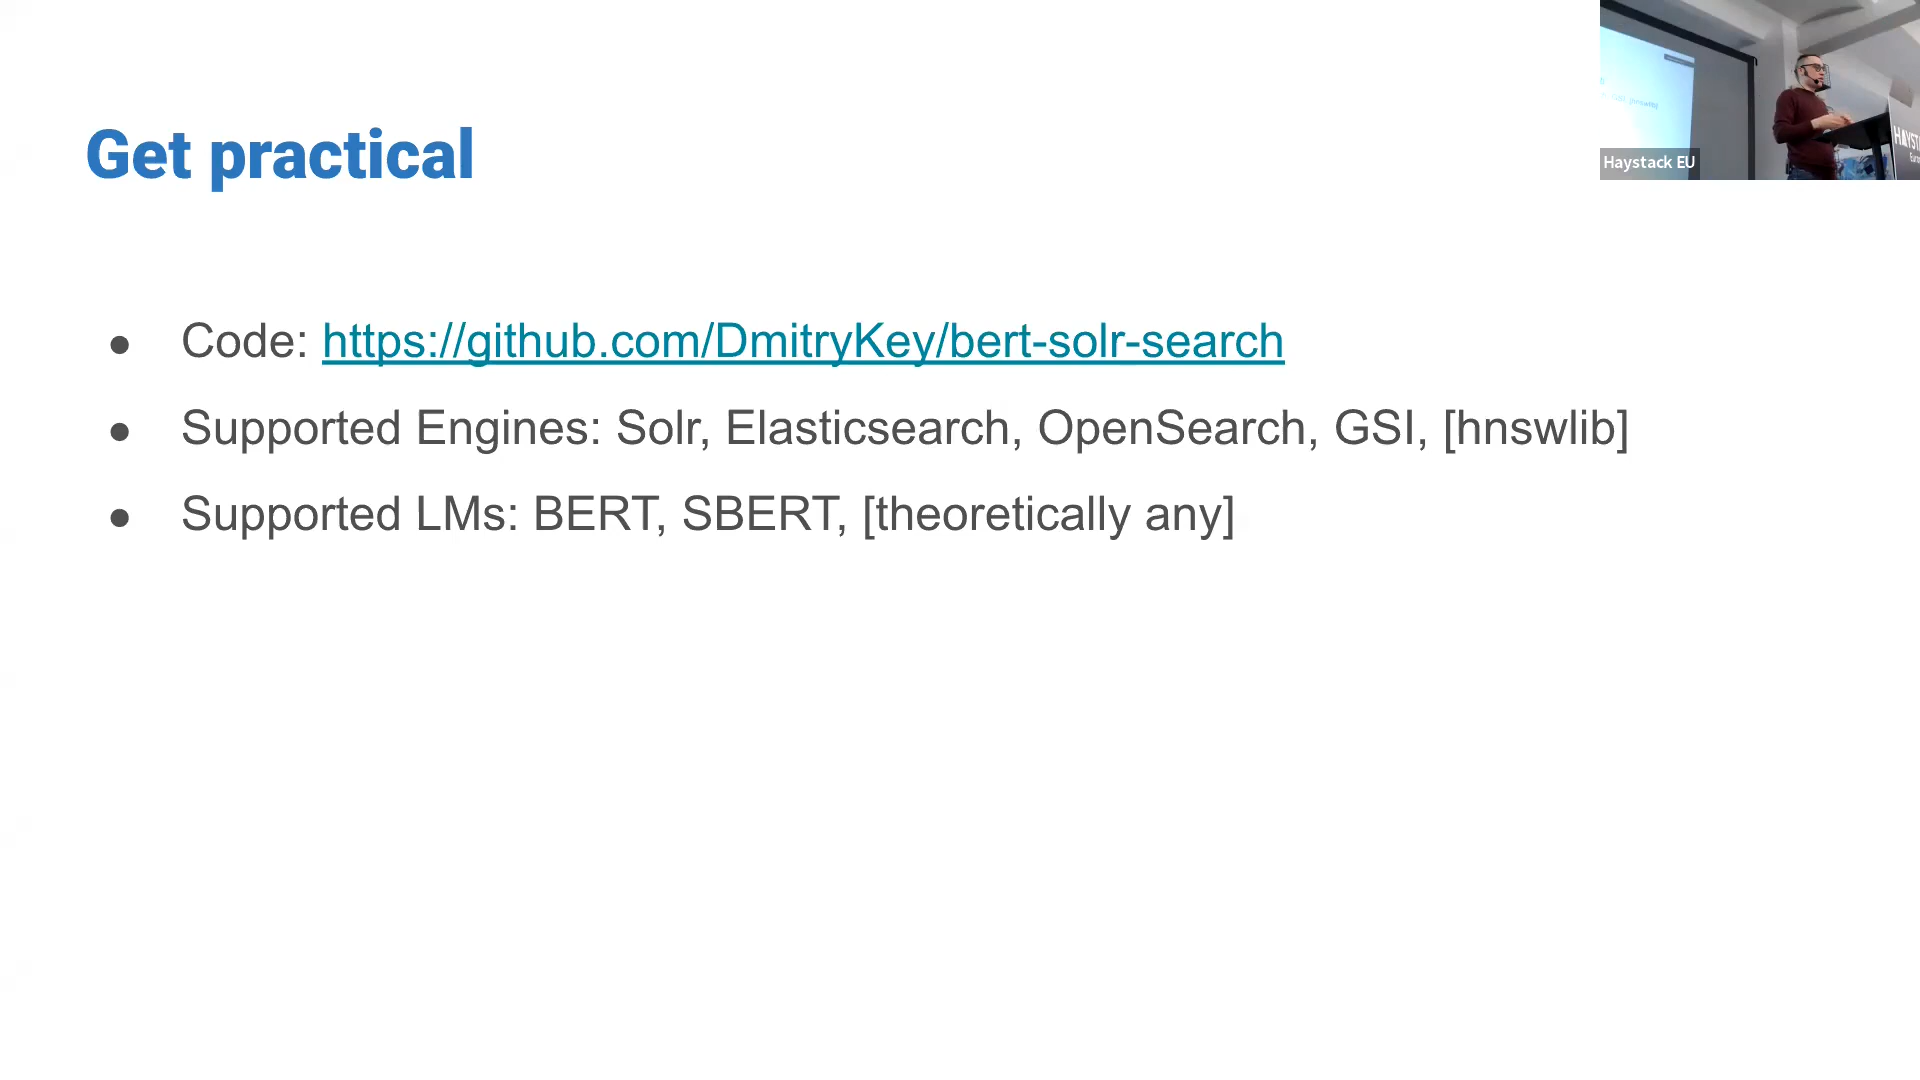 Get practical
Haystack EU
● Code: https://github.com/DmitryKey/bert-solr-search
● Supported Engines: Solr, Elasticsearch, OpenSearch, GSI, [hnswlib]
● Supported LMs: BERT, SBERT, [theoretically any]